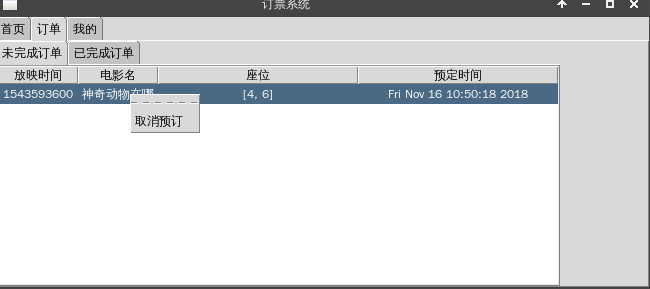 订票系统
首页 订单 我的
未完成订单 已完成订单
放映时间 电影名 座位 预定时间
1543593600 神奇动物在哪 [4, 6] Fri Nov 16 10:50:18 2018
取消预订